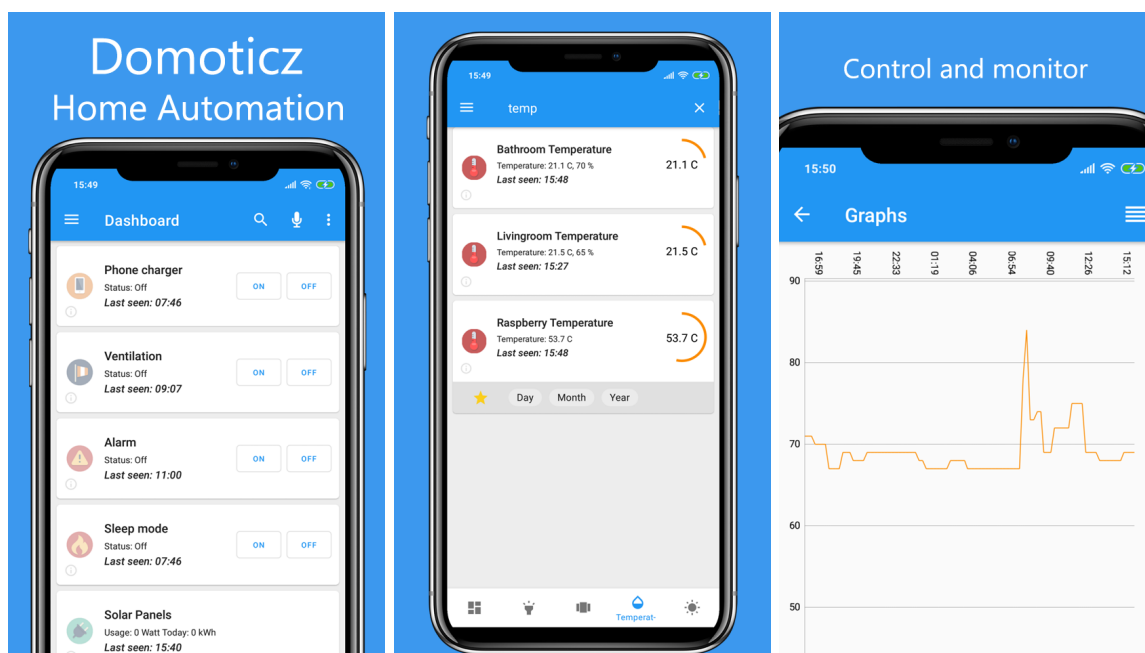 Domoticz
Home Automation
15:49
Dashboard
Phone charger
Status: Off
Last seen: 07:46
ON OFF
Ventilation
Status: Off
Last seen: 09:07
ON OFF
Alarm
Status: Off
Last seen: 11:00
ON OFF
Sleep mode
Status: Off
Last seen: 07:46
ON OFF
Solar Panels
Usage: 0 Watt Today: 0 kWh
Last seen: 15:40
15:49
temp
Bathroom Temperature
Temperature: 21.1 C, 70 %
Last seen: 15:48
21.1 C
Livingroom Temperature
Temperature: 21.5 C, 65 %
Last seen: 15:27
21.5 C
Raspberry Temperature
Temperature: 53.7 C
Last seen: 15:48
53.7 C
Day Month Year
Temperat-
Control and monitor
15:50
Graphs
16:59 19:45 22:33 01:19 04:06 06:54 09:40 12:26 15:12
90
80
70
60
50